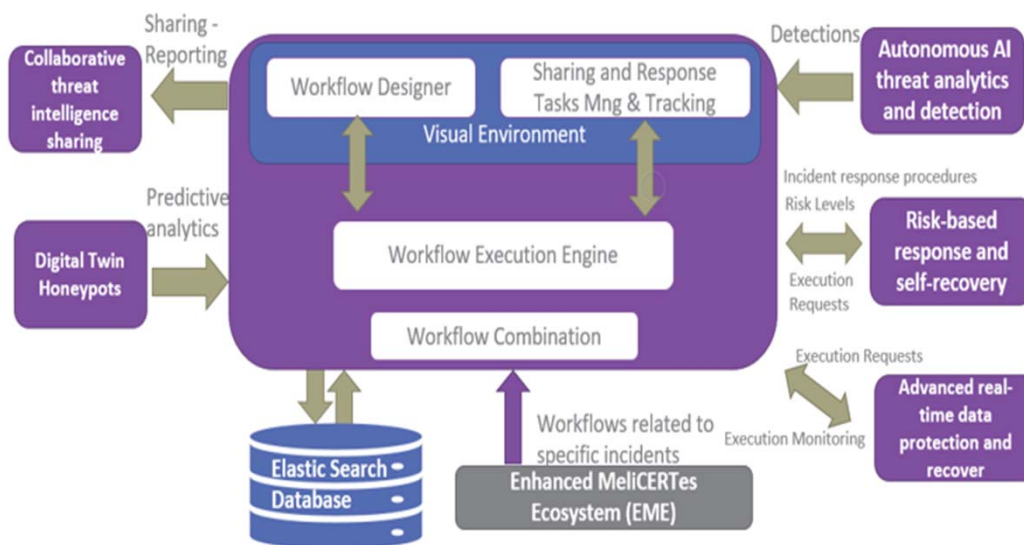 Sharing -
Reporting
Collaborative
threat
intelligence
sharing
Workflow Designer
Sharing and Response
Tasks Mng & Tracking
Visual Environment
Detections
Autonomous AI
threat analytics
and detection
Predictive
analytics
Digital Twin
Honeypots
Workflow Execution Engine
Incident response procedures
Risk Levels
Execution
Requests
Risk-based
response and
self-recovery
Workflow Combination
Execution Requests
Execution Monitoring
Advanced real-
time data
protection and
recover
Elastic Search
Database
Workflows related to
specific incidents
Enhanced MeliCERTes
Ecosystem (EME)